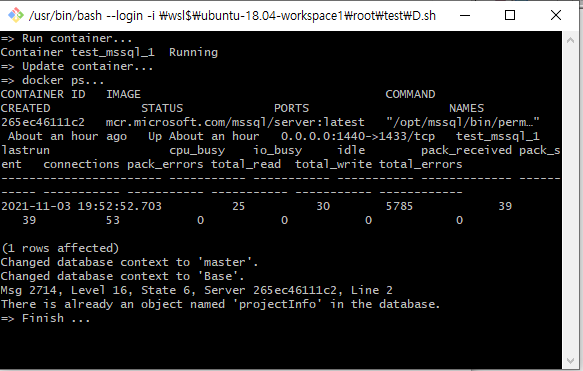 /usr/bin/bash --login -i ₩wsl$₩ubuntu-18.04-workspace1₩root₩test₩D.sh
=> Run container...
Container test_mssql_1  Running
=> Update container...
=> docker ps...
CONTAINER ID   IMAGE                                        COMMAND
CREATED             STATUS             PORTS                    NAMES
265ec46111c2   mcr.microsoft.com/mssql/server:latest   "/opt/mssql/bin/perm…"
 About an hour ago   Up About an hour   0.0.0.0:1440->1433/tcp   test_mssql_1
lastrun                 cpu_busy    io_busy     idle        pack_received pack_s
ent   connections pack_errors total_read  total_write total_errors
----------------------- ----------- ----------- ----------- ------------- ------
----- ----------- ----------- ----------- ----------- ------------
2021-11-03 19:52:52.703          25          30        5785            39
   39          53           0           0           0            0

(1 rows affected)
Changed database context to 'master'.
Changed database context to 'Base'.
Msg 2714, Level 16, State 6, Server 265ec46111c2, Line 2
There is already an object named 'projectInfo' in the database.
=> Finish ...